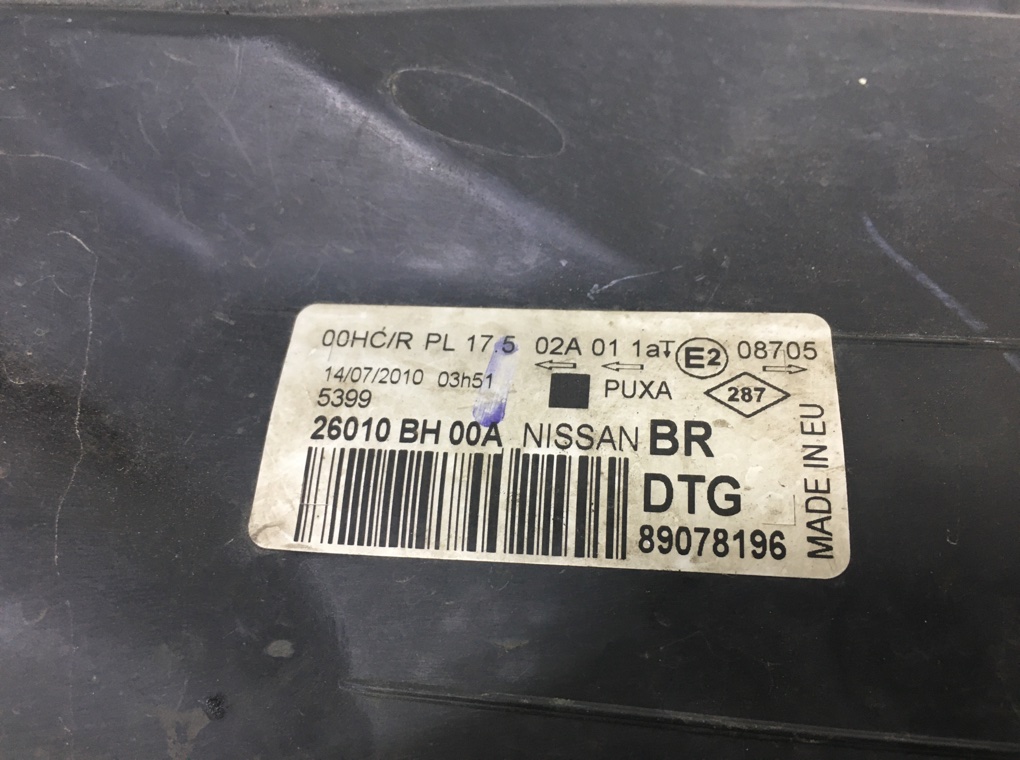 00HC/R PL 17.5 02A 01 1aT E2 08705
14/07/2010 03h51 PUXA 287
5399
26010 BH 00A NISSAN BR
DTG
89078196
MADE IN EU